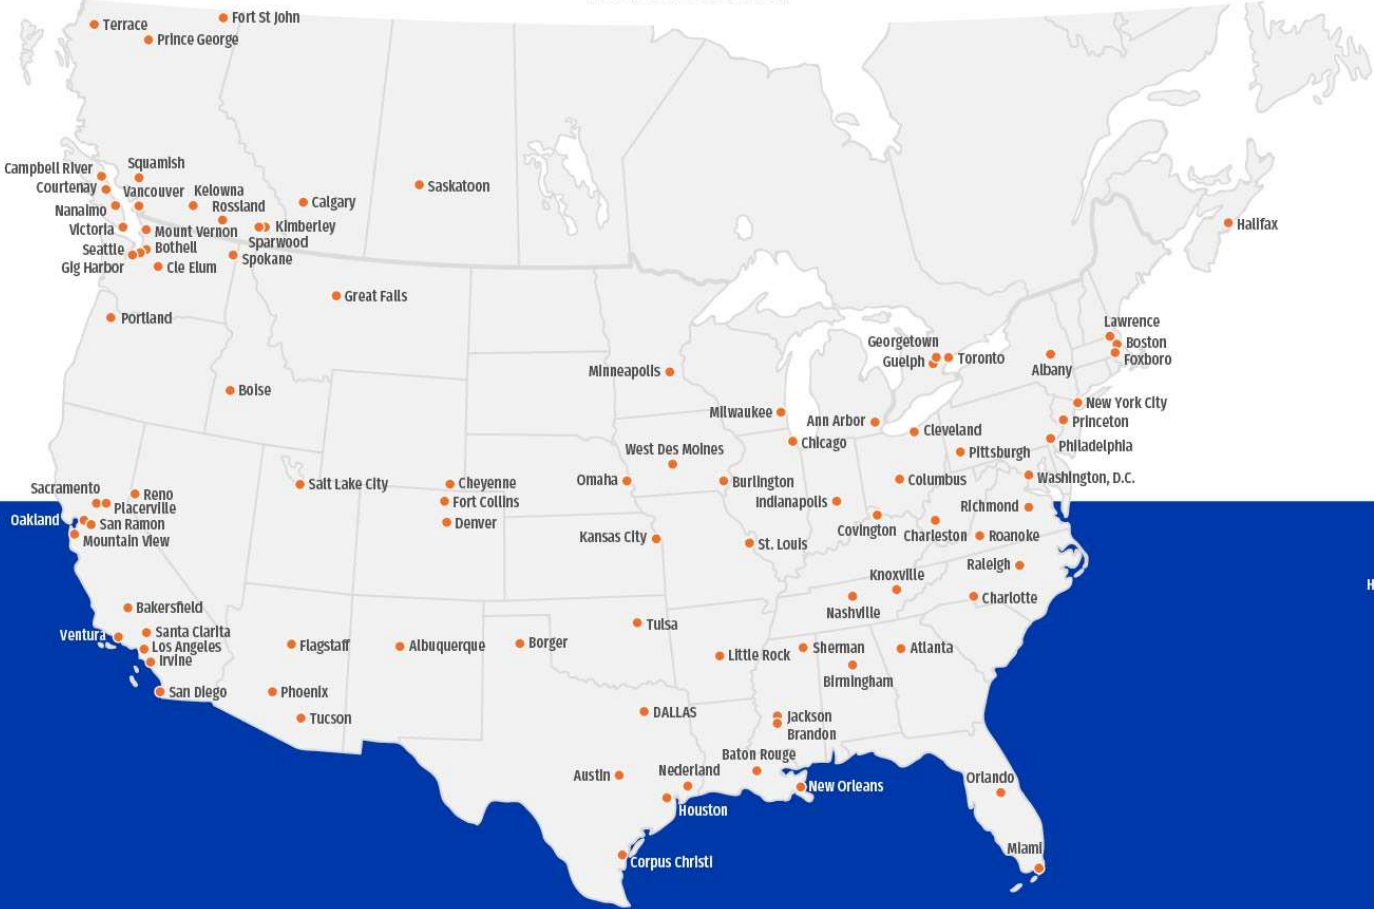 Fort St John
Terrace
Prince George
Squamish
Campbell River
Courtenay
Vancouver
Kelowna
Saskatoon
Nanaimo
Rossland
Calgary
Victoria
Mount Vernon
Kimberley
Halifax
Sparwood
Seattle
Bothell
Spokane
Gig Harbor
Cle Elum
Great Falls
Portland
Lawrence
Georgetown
Boston
Guelph
Toronto
Foxboro
Minneapolis
Albany
Boise
New York City
Milwaukee
Ann Arbor
Princeton
Cleveland
Chicago
Philadelphia
West Des Moines
Pittsburgh
Washington, D.C.
Salt Lake City
Cheyenne
Omaha
Burlington
Columbus
Sacramento
Reno
Fort Collins
Indianapolis
Placerville
Richmond
Oakland
San Ramon
Denver
Covington
Charleston
Roanoke
Mountain View
Kansas City
St. Louis
Raleigh
Knoxville
H
Charlotte
Bakersfield
Nashville
Tulsa
Ventura
Santa Clarita
Los Angeles
Flagstaff
Albuquerque
Borger
Little Rock
Sherman
Atlanta
Irvine
Birmingham
San Diego
Phoenix
DALLAS
Jackson
Tucson
Brandon
Baton Rouge
Nederland
Austin
Orlando
New Orleans
Houston
Miami
Corpus Christi